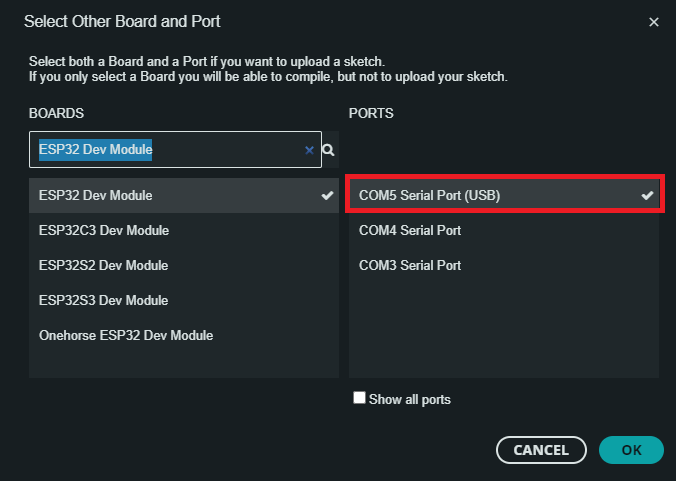 Select Other Board and Port
Select both a Board and a Port if you want to upload a sketch.
If you only select a Board you will be able to compile, but not to upload your sketch.
BOARDS
ESP32 Dev Module
ESP32 Dev Module
ESP32C3 Dev Module
ESP32S2 Dev Module
ESP32S3 Dev Module
Onehorse ESP32 Dev Module
PORTS
COM5 Serial Port (USB)
COM4 Serial Port
COM3 Serial Port
Show all ports
CANCEL
OK